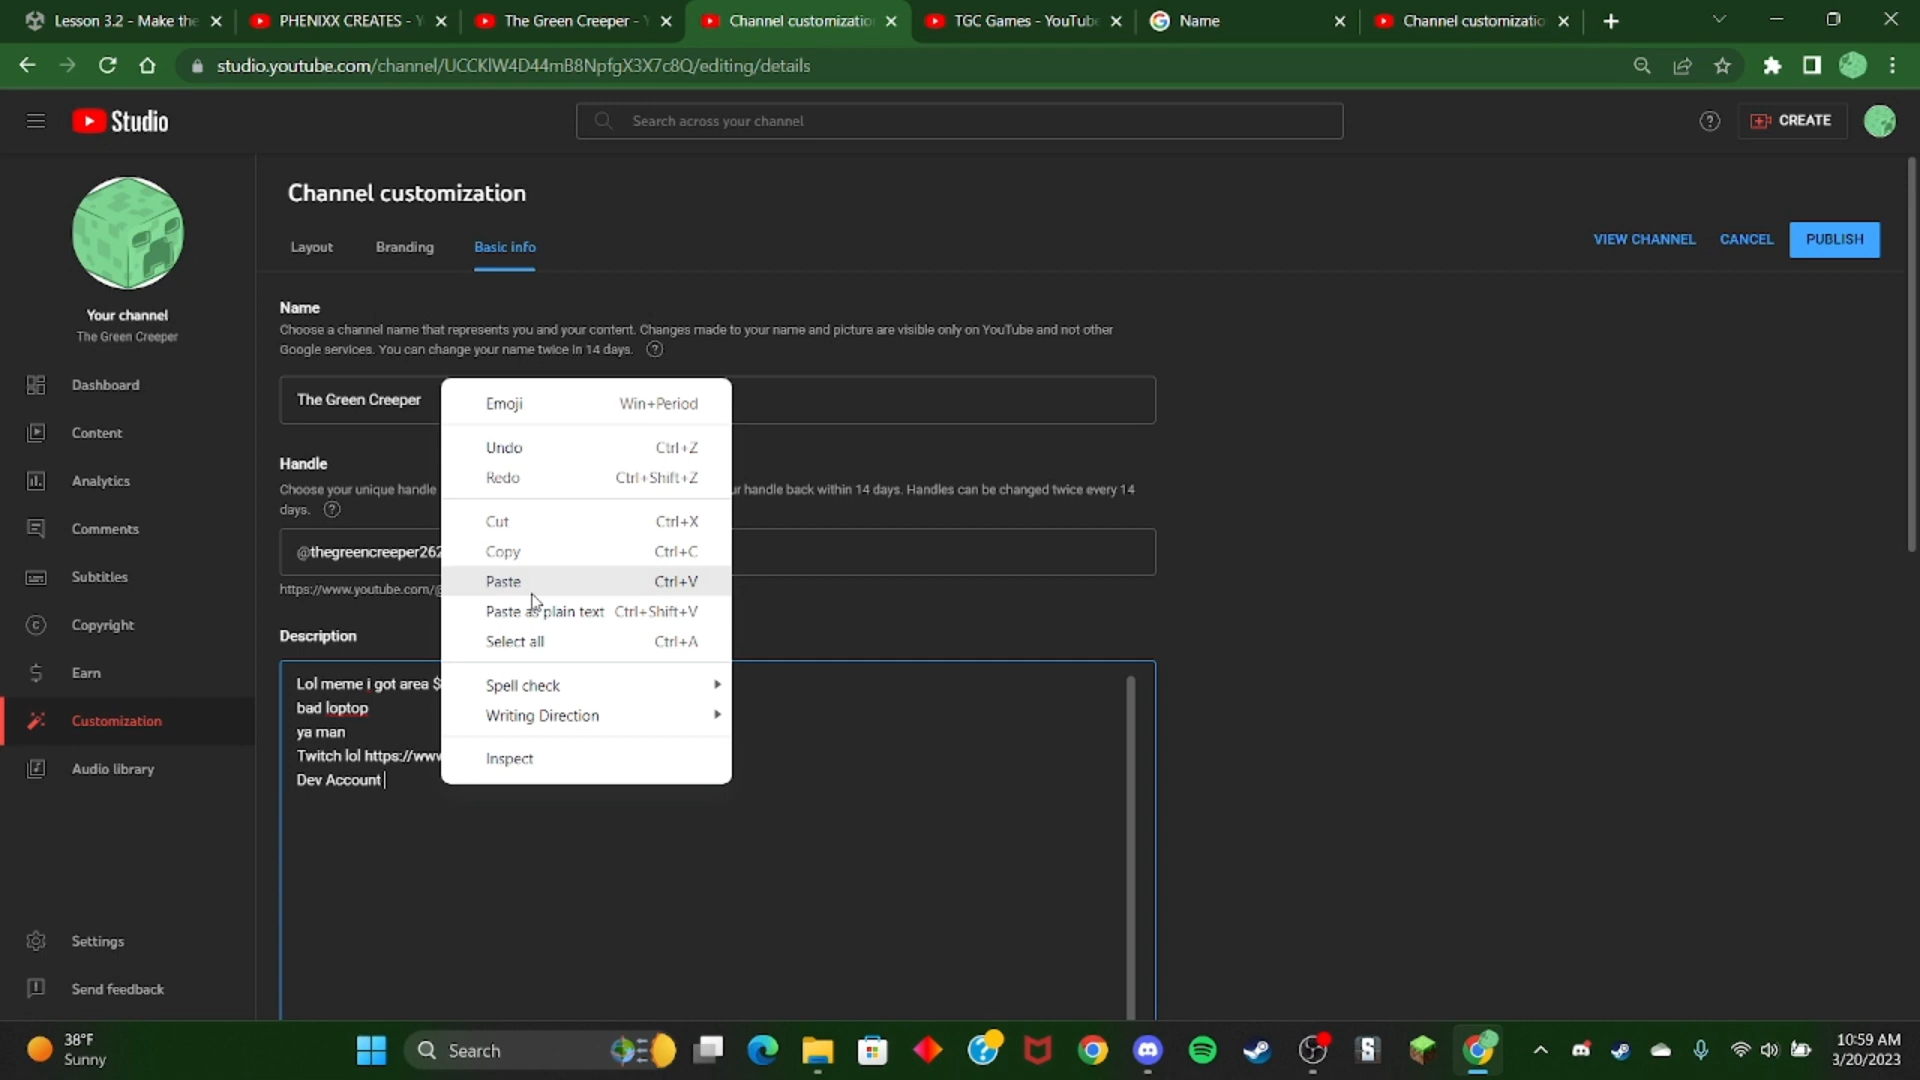 Lesson 3.2 - Make the
PHENIXX CREATES - Y
The Green Creeper - Y
Channel customizatio
TGC Games - YouTube
Name
Channel customizatio
studio.youtube.com/channel/UCCKlW4D44mB8NpfgX3X7c8Q/editing/details
Studio
Search across your channel
CREATE
Channel customization
Layout
Branding
Basic info
VIEW CHANNEL
CANCEL
PUBLISH
Your channel
The Green Creeper
Dashboard
Content
Analytics
Comments
Subtitles
Copyright
Earn
Customization
Audio library
Settings
Send feedback
Name
Choose a channel name that represents you and your content. Changes made to your name and picture are visible only on YouTube and not other
Google services. You can change your name twice in 14 days.
The Green Creeper
Handle
Choose your unique handle
r handle back within 14 days. Handles can be changed twice every 14
days.
@thegreencreeper262
https://www.youtube.com/@
Description
Lol meme i got area $
bad loptop
ya man
Twitch lol https://www
Dev Account
Emoji Win+Period
Undo Ctrl+Z
Redo Ctrl+Shift+Z
Cut Ctrl+X
Copy Ctrl+C
Paste Ctrl+V
Paste as plain text Ctrl+Shift+V
Select all Ctrl+A
Spell check
Writing Direction
Inspect
38°F
Sunny
Search
10:59 AM
3/20/2023